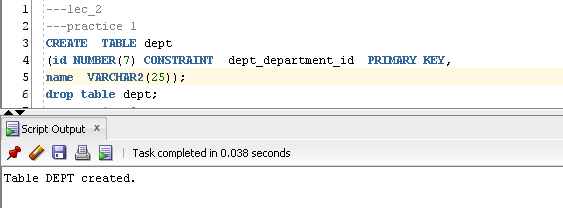 1 ---lec_2
2 ---practice 1
3 CREATE  TABLE dept
4 (id NUMBER(7) CONSTRAINT  dept_department_id  PRIMARY KEY,
5 name  VARCHAR2(25));
6 drop table dept;
Script Output x
Task completed in 0.038 seconds
Table DEPT created.